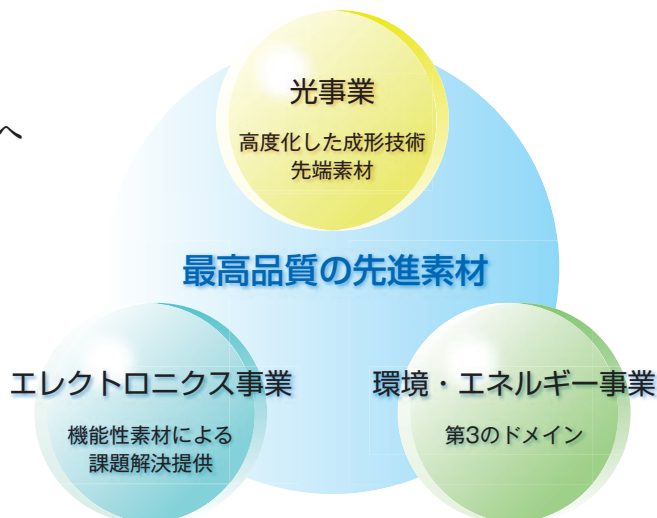 へ
光事業
高度化した成形技術
先端素材
最高品質の先進素材
エレクトロニクス事業
機能性素材による
課題解決提供
環境・エネルギー事業
第3のドメイン